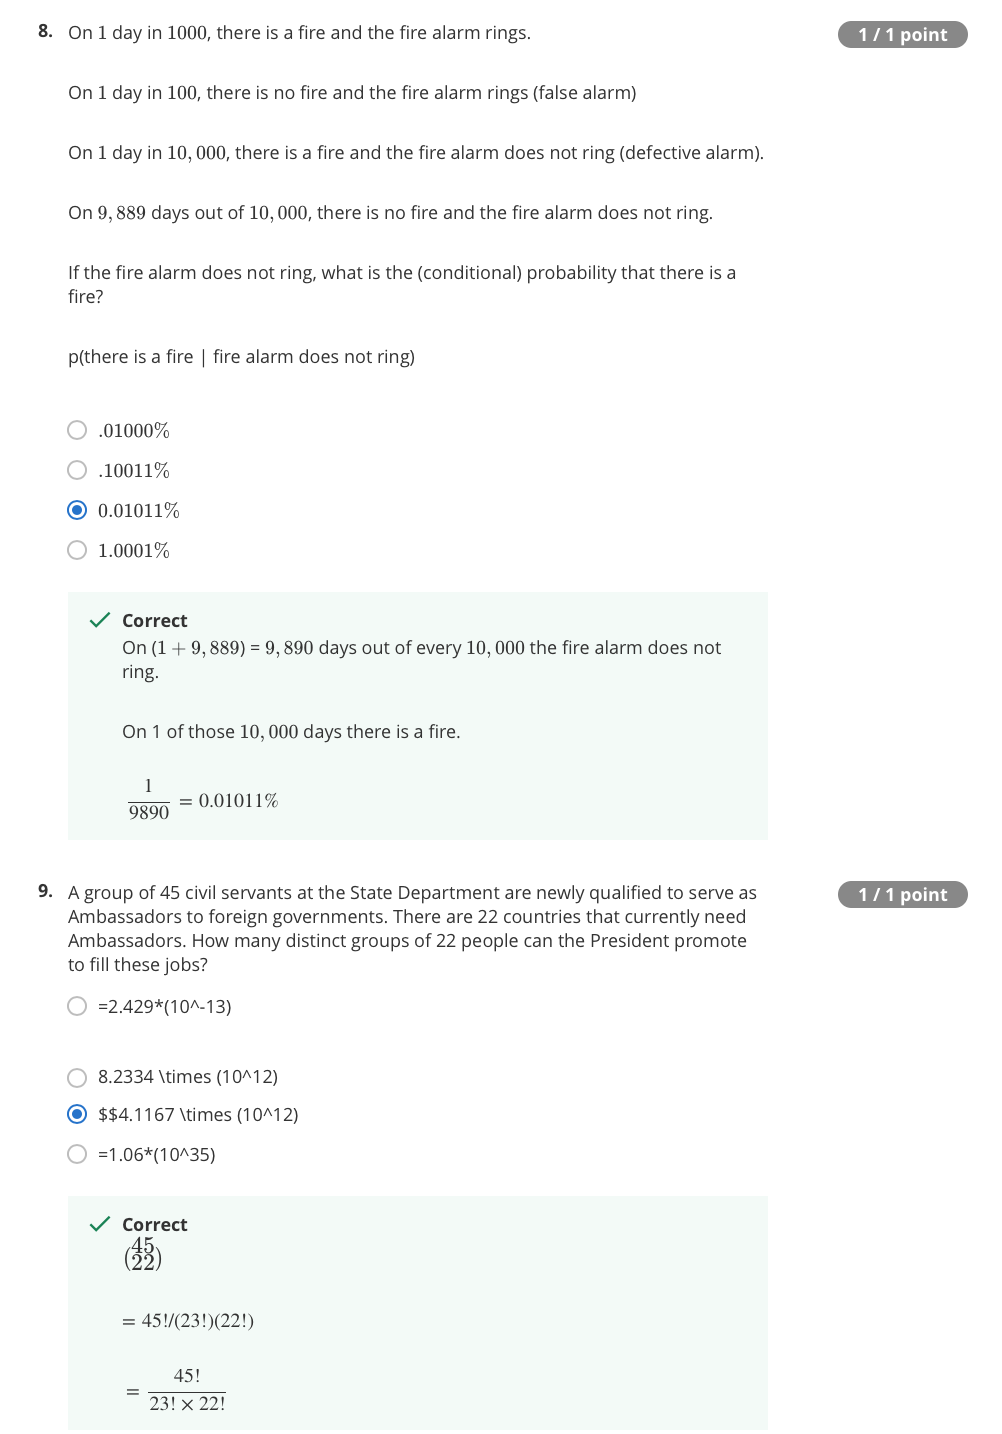 8. On 1 day in 1000, there is a fire and the fire alarm rings.
1 / 1 point
On 1 day in 100, there is no fire and the fire alarm rings (false alarm)
On 1 day in 10, 000, there is a fire and the fire alarm does not ring (defective alarm).
On 9, 889 days out of 10, 000, there is no fire and the fire alarm does not ring.
If the fire alarm does not ring, what is the (conditional) probability that there is a
fire?
p(there is a fire | fire alarm does not ring)
.01000%
.10011%
0.01011%
1.0001%
Correct
On (1 + 9, 889) = 9, 890 days out of every 10, 000 the fire alarm does not
ring.
On 1 of those 10, 000 days there is a fire.
1
9890
= 0.01011%
9. A group of 45 civil servants at the State Department are newly qualified to serve as
1 / 1 point
Ambassadors to foreign governments. There are 22 countries that currently need
Ambassadors. How many distinct groups of 22 people can the President promote
to fill these jobs?
=2.429*(10^-13)
8.2334 \times (10^12)
$$4.1167 \times (10^12)
=1.06*(10^35)
Correct
(45
22)
= 45!/(23!)(22!)
45!
=
23! × 22!